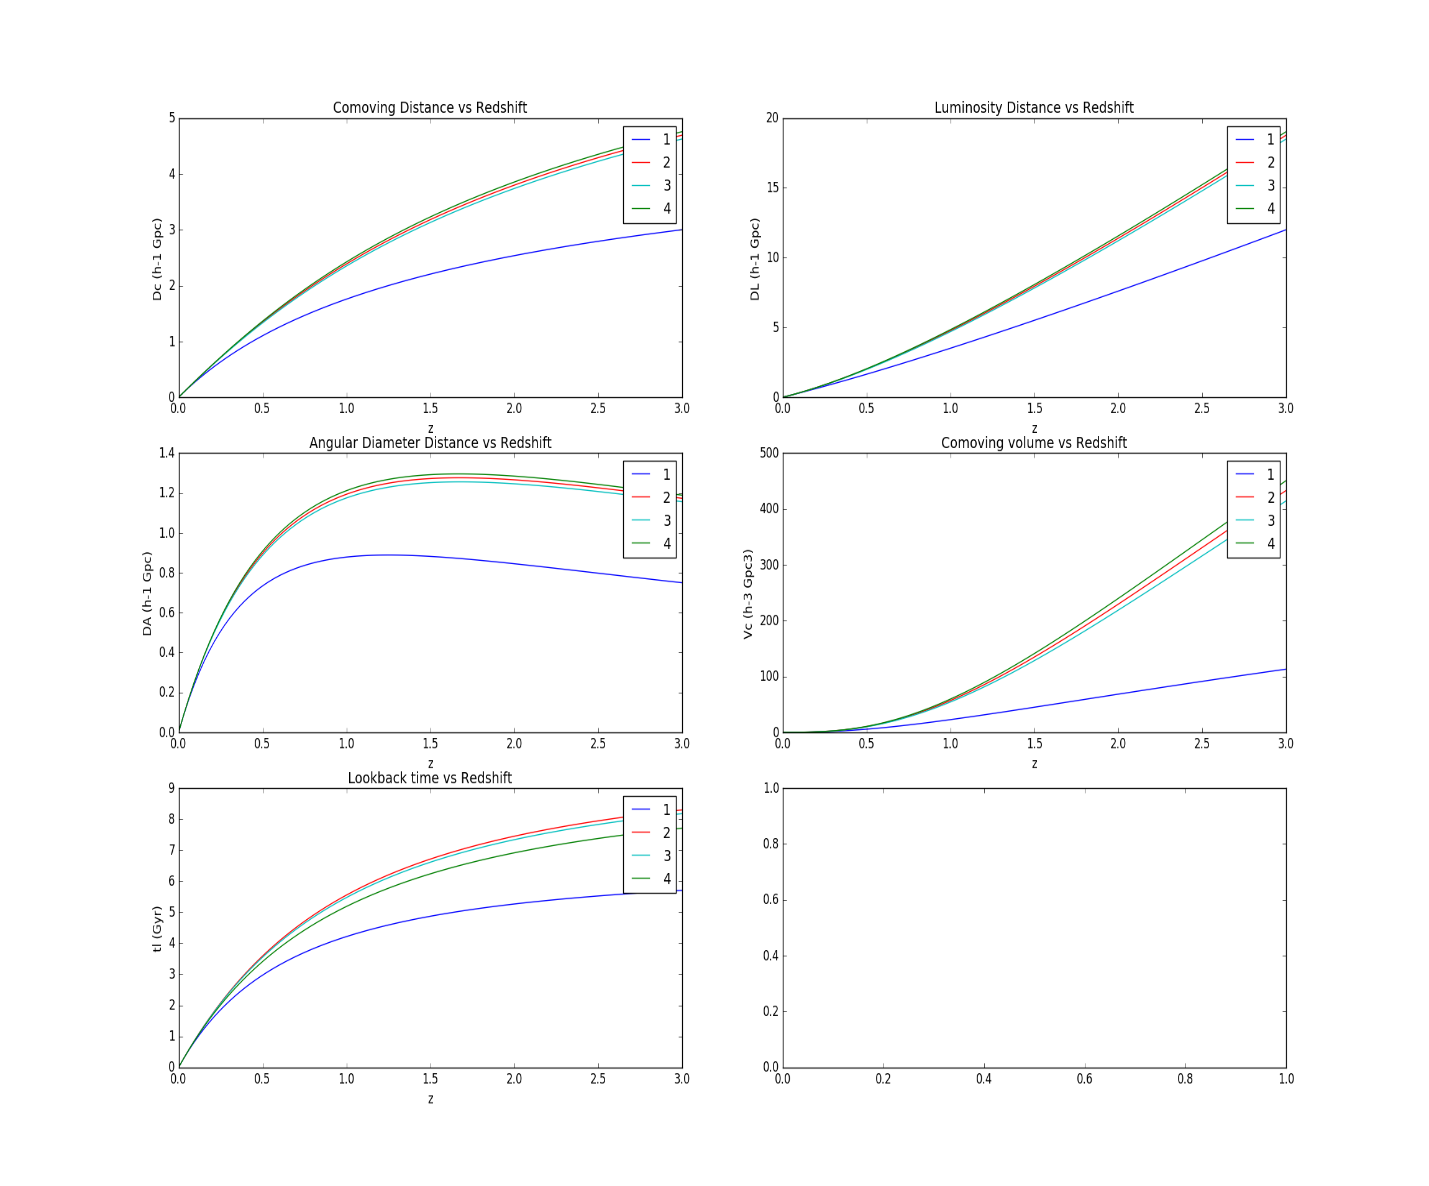 Comoving Distance vs Redshift
5
4
3
2
1
0
Dc (h-1 Gpc)
0.0 0.5 1.0 1.5 2.0 2.5 3.0
z
1
2
3
4
Luminosity Distance vs Redshift
20
15
10
5
0
DL (h-1 Gpc)
0.0 0.5 1.0 1.5 2.0 2.5 3.0
z
1
2
3
4
Angular Diameter Distance vs Redshift
1.4
1.2
1.0
0.8
0.6
0.4
0.2
0.0
DA (h-1 Gpc)
0.0 0.5 1.0 1.5 2.0 2.5 3.0
z
1
2
3
4
Comoving volume vs Redshift
500
400
300
200
100
0
Vc (h-3 Gpc3)
0.0 0.5 1.0 1.5 2.0 2.5 3.0
z
1
2
3
4
Lookback time vs Redshift
9
8
7
6
5
4
3
2
1
0
tl (Gyr)
0.0 0.5 1.0 1.5 2.0 2.5 3.0
z
1
2
3
4
1.0
0.8
0.6
0.4
0.2
0.0
0.0 0.2 0.4 0.6 0.8 1.0